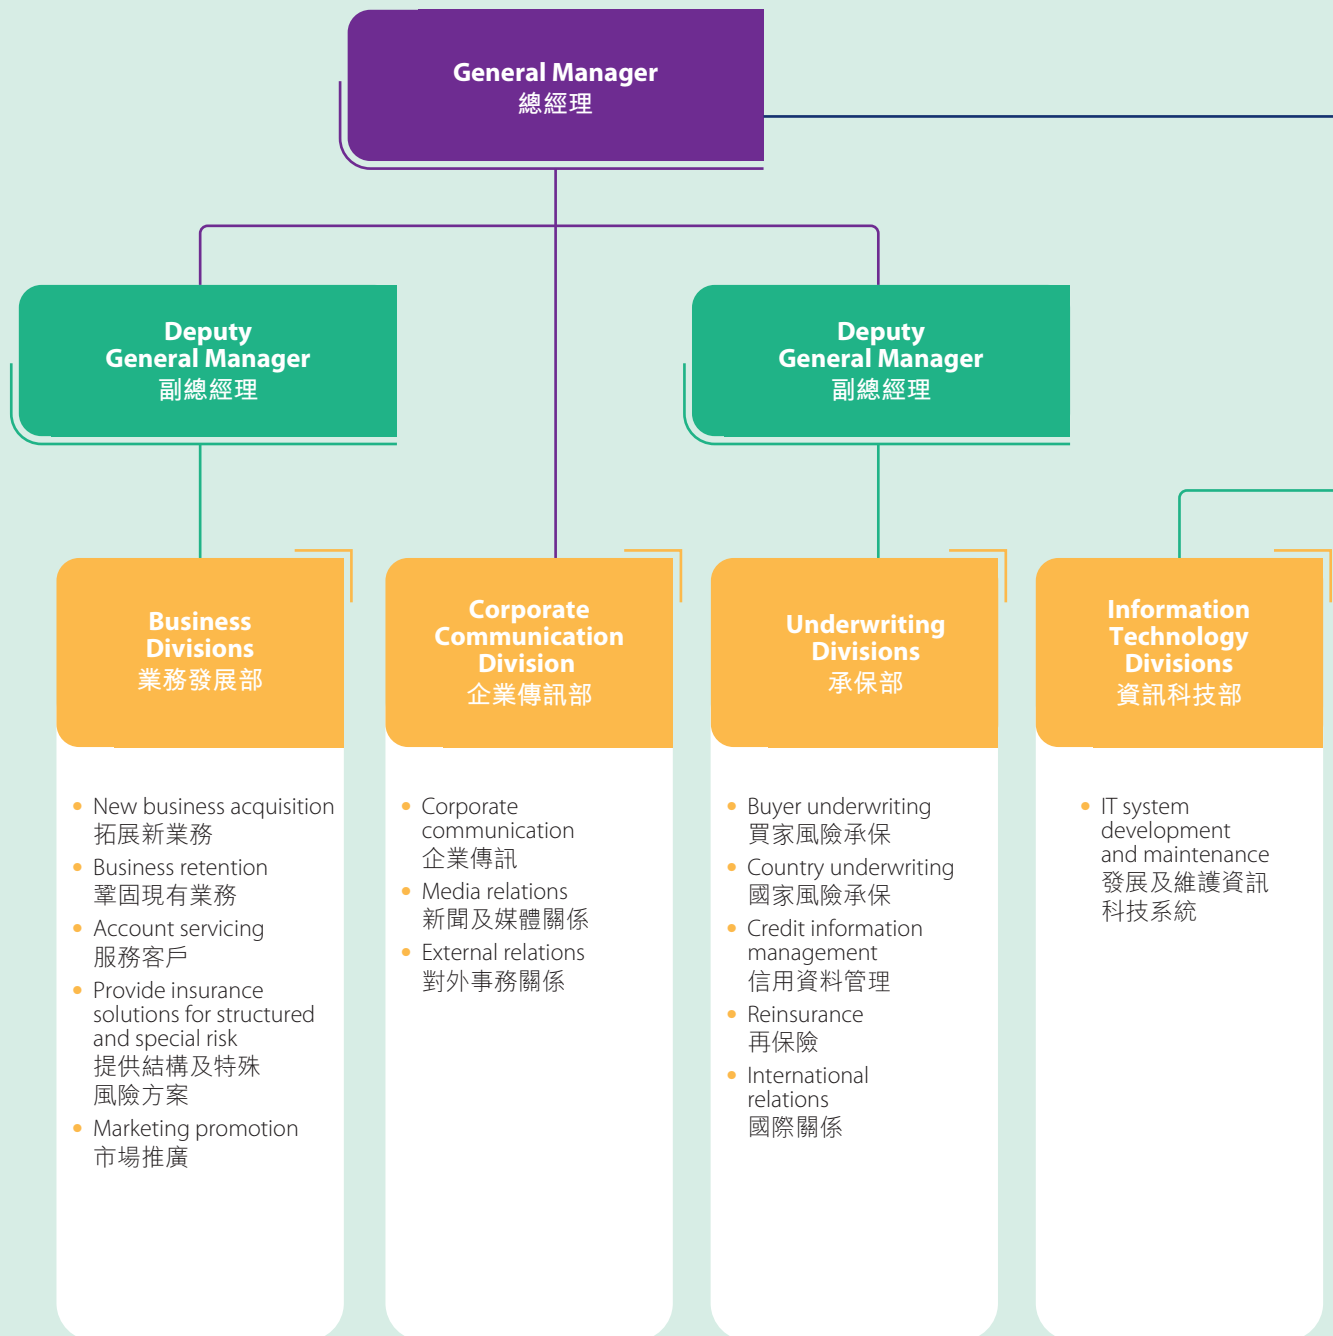 General Manager
總經理
Deputy
General Manager
副總經理
Deputy
General Manager
副總經理
Business
Divisions
業務發展部
New business acquisition
拓展新業務
Business retention
鞏固現有業務
Account servicing
服務客戶
Provide insurance
solutions for structured
and special risk
提供結構及特殊
風險方案
Marketing promotion
市場推廣
Corporate
Communication
Division
企業傳訊部
Corporate
communication
企業傳訊
Media relations
新聞及媒體關係
External relations
對外事務關係
Underwriting
Divisions
承保部
Buyer underwriting
買家風險承保
Country underwriting
國家風險承保
Credit information
management
信用資料管理
Reinsurance
再保險
International
relations
國際關係
Information
Technology
Divisions
資訊科技部
IT system
development
and maintenance
發展及維護資訊
科技系統